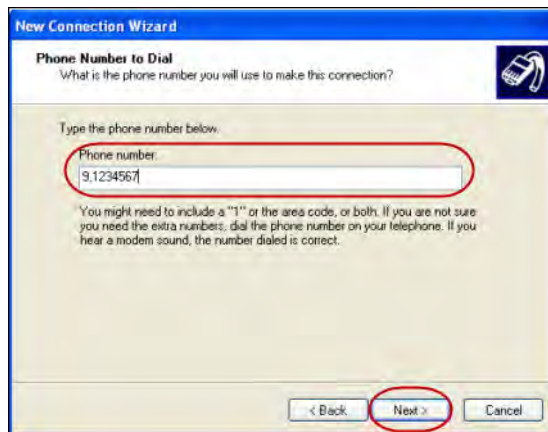 New Connection Wizard
Phone Number to Dial
What is the phone number you will use to make this connection?
Type the phone number below.
Phone number:
9,1234567
You might need to include a "1" or the area code, or both. If you are not sure
you need the extra numbers, dial the phone number on your telephone. If you
hear a modem sound, the number dialed is correct.
< Back
Next >
Cancel